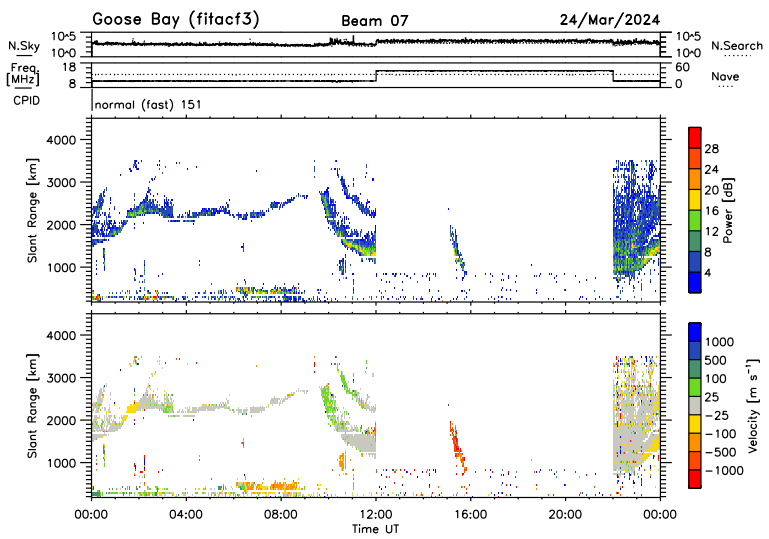 Goose Bay (fitacf3) Beam 07 24/Mar/2024
N.Sky 10^5 10^0 10^5 10^0 N.Search
Freq. [MHz] 18 8 60 0 Nave
CPID normal (fast) 151
Slant Range [km] 4000 3000 2000 1000
Power [dB] 28 24 20 16 12 8 4
Slant Range [km] 4000 3000 2000 1000
Velocity [m s⁻¹] 1000 500 100 25 −25 −100 −500 −1000
00:00 04:00 08:00 12:00 16:00 20:00 00:00
Time UT